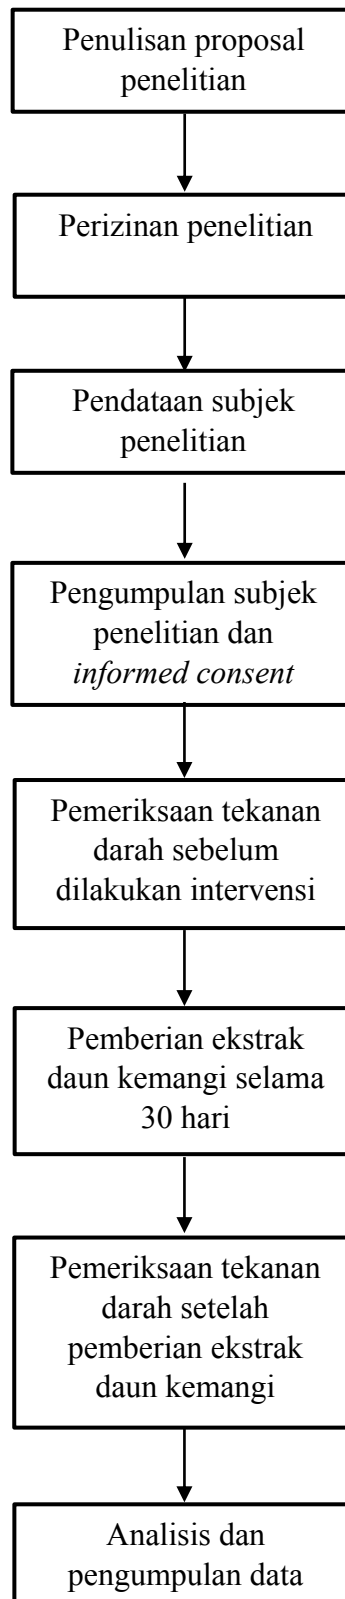 Penulisan proposal
penelitian
Perizinan penelitian
Pendataan subjek
penelitian
Pengumpulan subjek
penelitian dan
informed consent
Pemeriksaan tekanan
darah sebelum
dilakukan intervensi
Pemberian ekstrak
daun kemangi selama
30 hari
Pemeriksaan tekanan
darah setelah
pemberian ekstrak
daun kemangi
Analisis dan
pengumpulan data